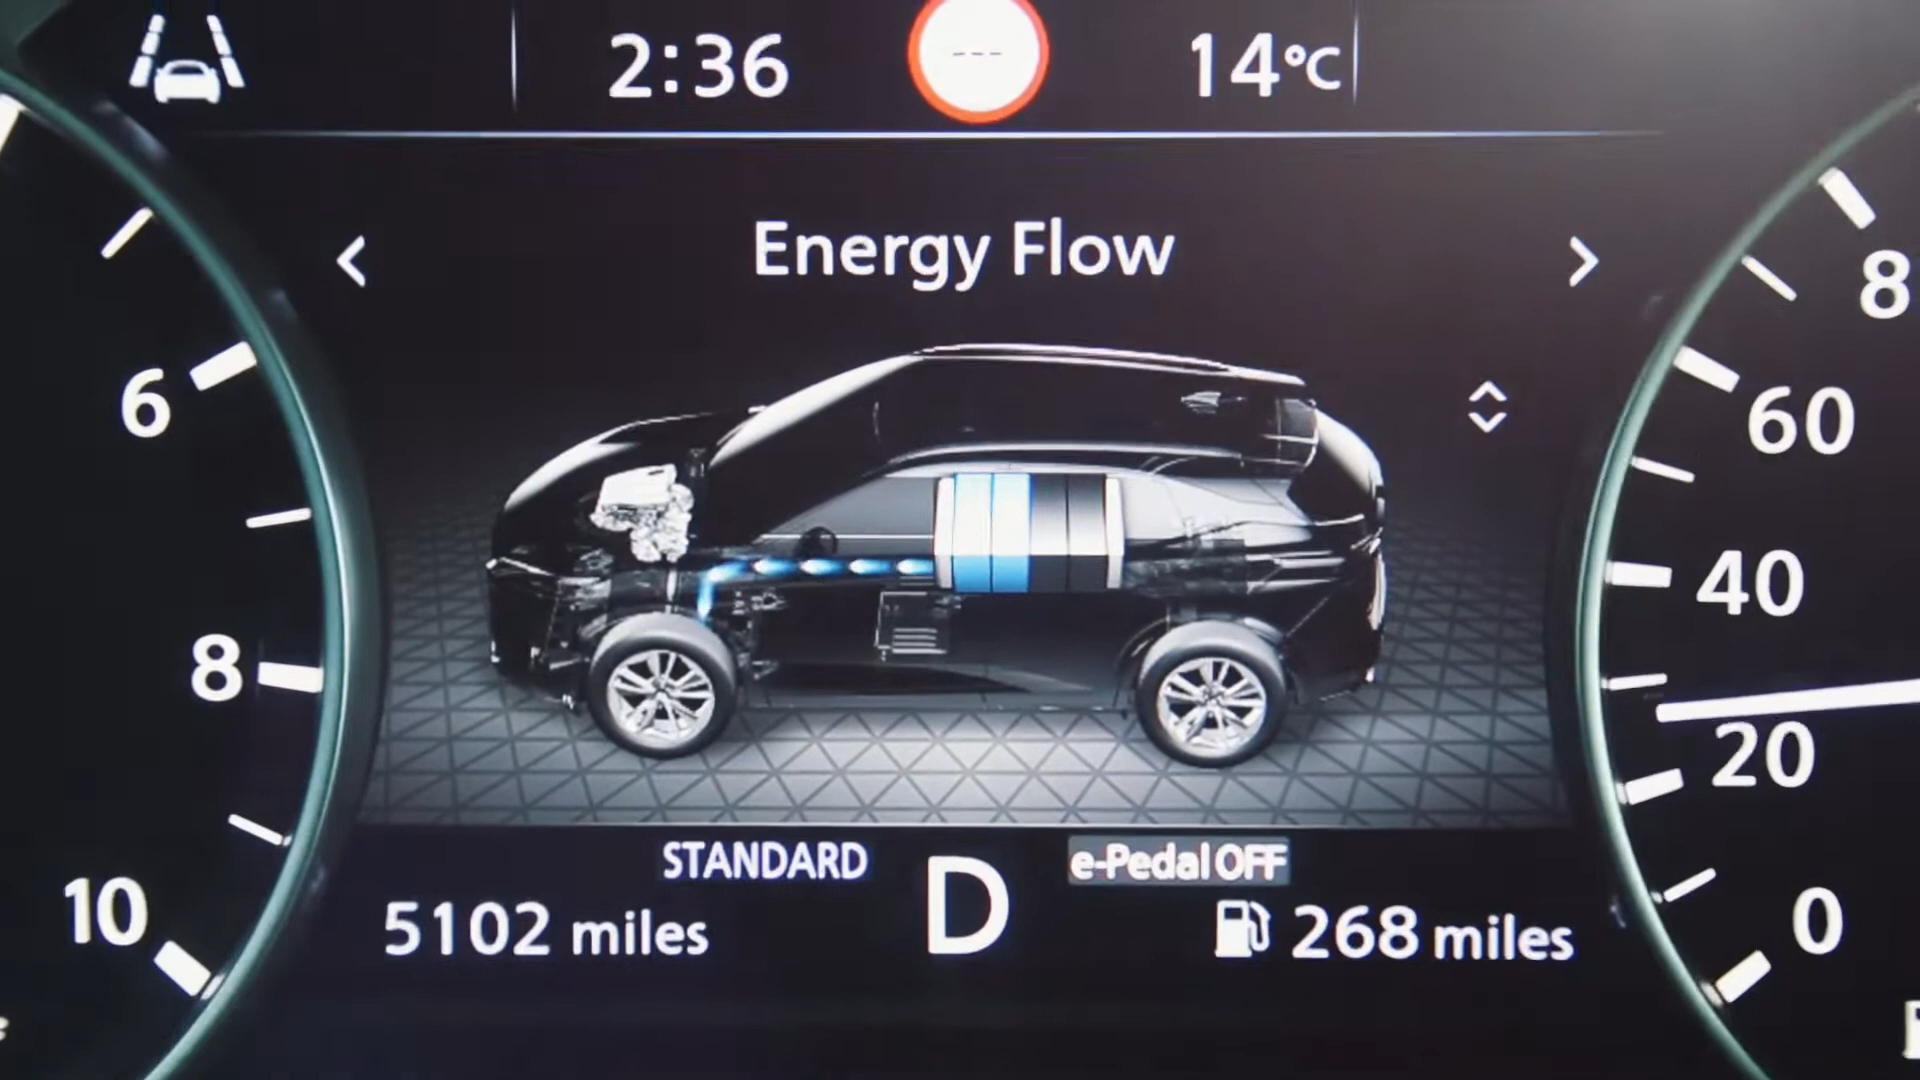 2:36
---
14°C
Energy Flow
6
8
10
8
60
40
20
0
STANDARD
D
e-Pedal OFF
5102 miles
268 miles